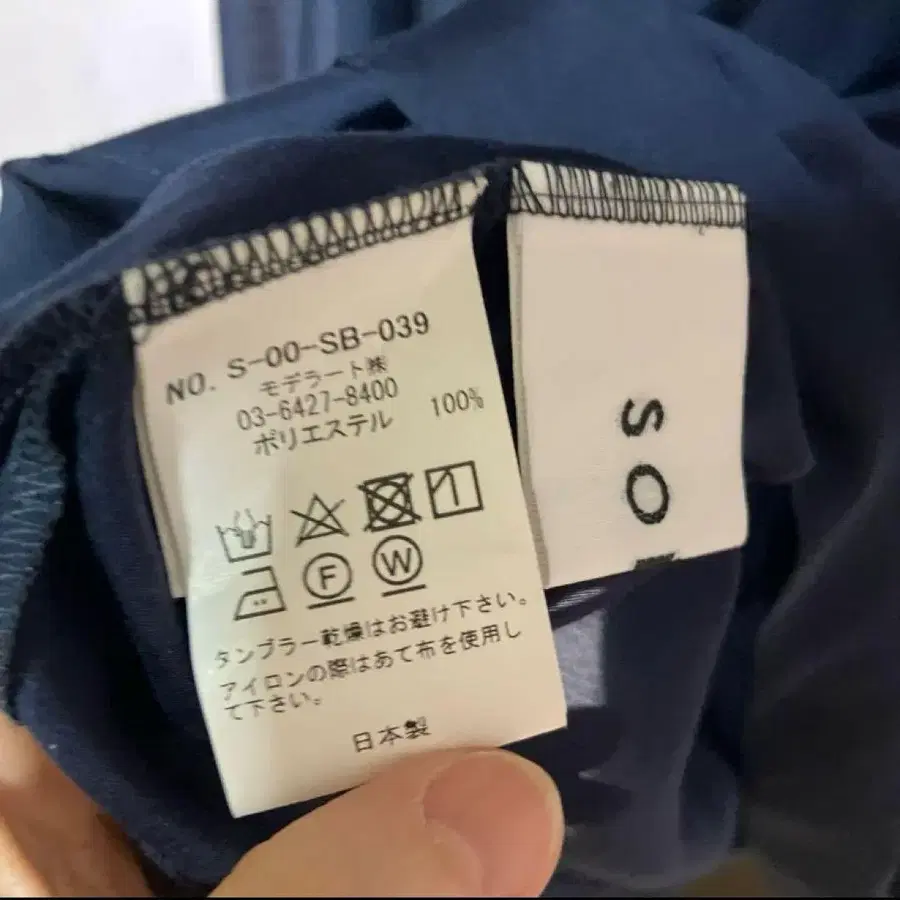 NO. S-00-SB-039
モデラート㈱
03-6427-8400
ポリエステル 100%
F W
タンブラー乾燥はお避け下さい。
アイロンの際はあて布を使用し
て下さい。
日本製
SO